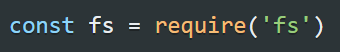 const fs = require('fs')